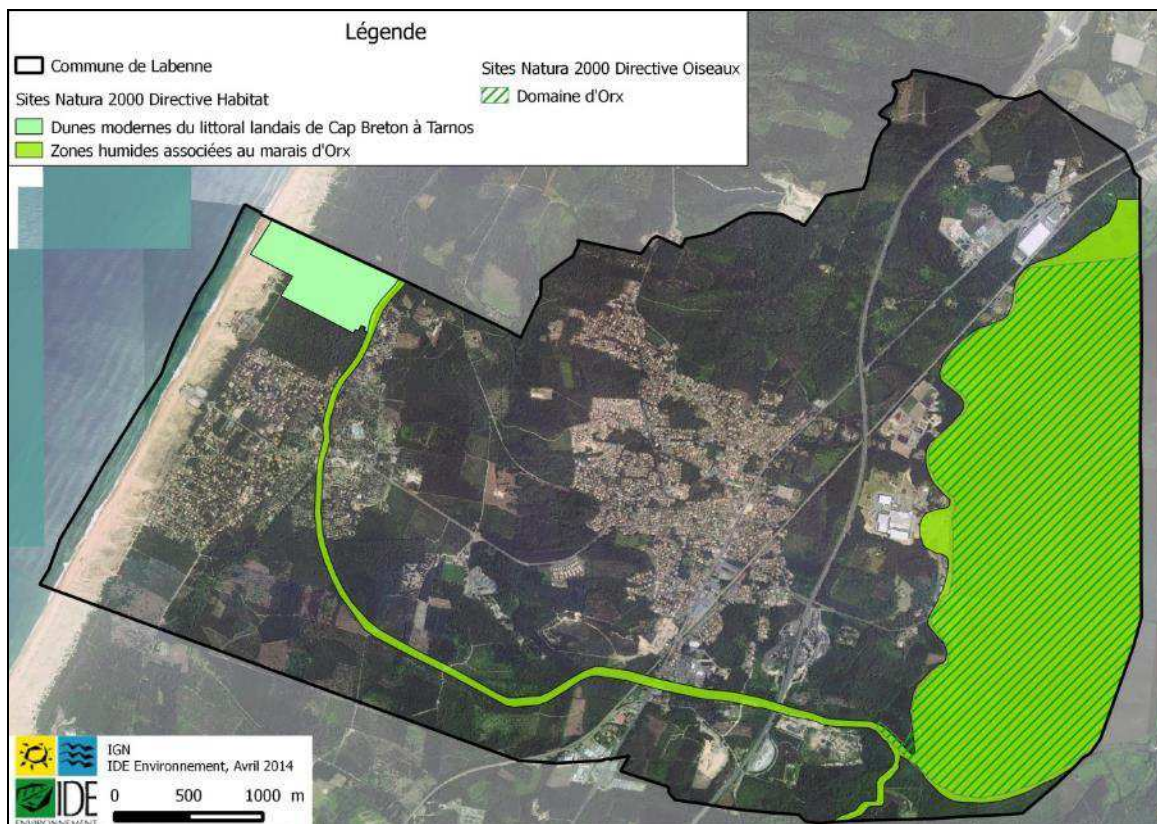 Légende
Commune de Labenne
Sites Natura 2000 Directive Habitat
Dunes modernes du littoral landais de Cap Breton à Tarnos
Zones humides associées au marais d'Orx
Sites Natura 2000 Directive Oiseaux
Domaine d'Orx
IGN
IDE Environnement, Avril 2014
IDE
ENVIRONNEMENT
0 500 1000 m